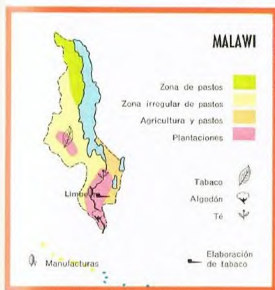 MALAWI
Zona de pastos
Zona irregular de pastos
Agricultura y pastos
Plantaciones
Tabaco
Algodón
Té
Limbe
Manufacturas
Elaboración
de tabaco